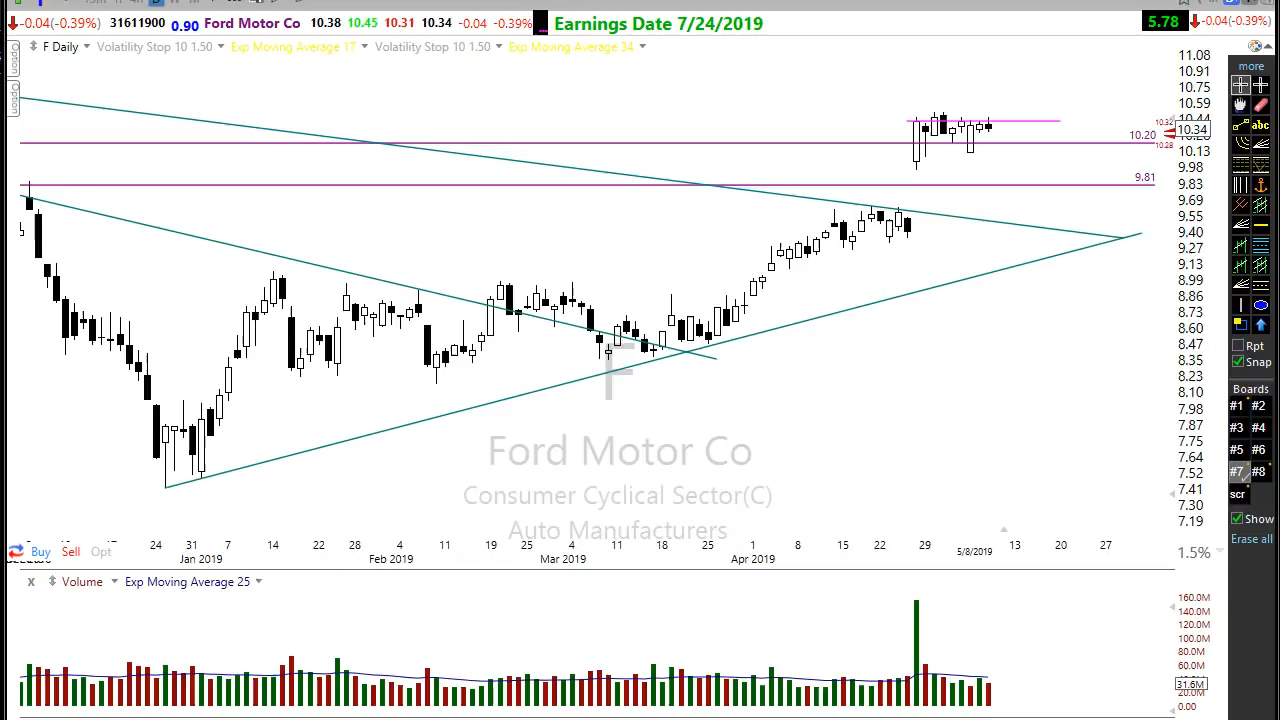 -0.04(-0.39%) 31611900 0.90 Ford Motor Co 10.38 10.45 10.31 10.34 -0.04 -0.39% Earnings Date 7/24/2019 5.78 -0.04(-0.39%)
F Daily Volatility Stop 10 1.50 Exp Moving Average 17 Volatility Stop 10 1.50 Exp Moving Average 34
Option
Option
11.08
10.91
10.75
10.59
10.44
10.32
10.34
10.20
10.28
10.13
9.98
9.81
9.83
9.69
9.55
9.40
9.27
9.13
8.99
8.86
8.73
8.60
8.47
8.35
8.23
8.10
7.98
7.87
7.75
7.64
7.52
7.41
7.30
7.19
F
Ford Motor Co
Consumer Cyclical Sector(C)
Auto Manufacturers
24 31 7 14 22 28 4 11 19 25 4 11 18 25 1 8 15 22 29 5/8/2019 13 20 27
Buy Sell Opt
Jan 2019 Feb 2019 Mar 2019 Apr 2019
1.5%
X Volume Exp Moving Average 25
160.0M
140.0M
120.0M
100.0M
80.0M
60.0M
31.6M
20.0M
0.00
more
abc
Rpt
Snap
Boards
#1 #2
#3 #4
#5 #6
#7 #8
scr
Show
Erase all